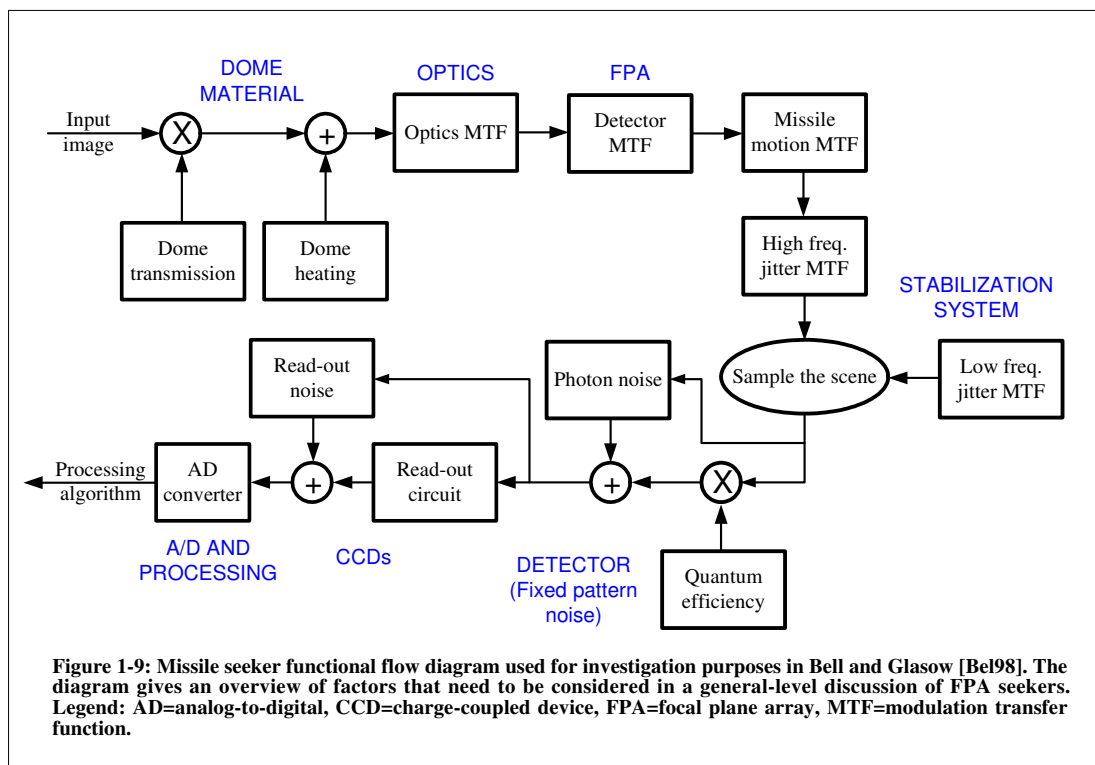 DOME
MATERIAL
OPTICS
FPA
Input
image
X
+
Optics MTF
Detector
MTF
Missile
motion MTF
Dome
transmission
Dome
heating
High freq.
jitter MTF
STABILIZATION
SYSTEM
Read-out
noise
Photon noise
Sample the scene
Low freq.
jitter MTF
Processing
algorithm
AD
converter
+
Read-out
circuit
+
X
A/D AND
PROCESSING
CCDs
DETECTOR
(Fixed pattern
noise)
Quantum
efficiency
Figure 1-9: Missile seeker functional flow diagram used for investigation purposes in Bell and Glasow [Bel98]. The
diagram gives an overview of factors that need to be considered in a general-level discussion of FPA seekers.
Legend: AD=analog-to-digital, CCD=charge-coupled device, FPA=focal plane array, MTF=modulation transfer
function.